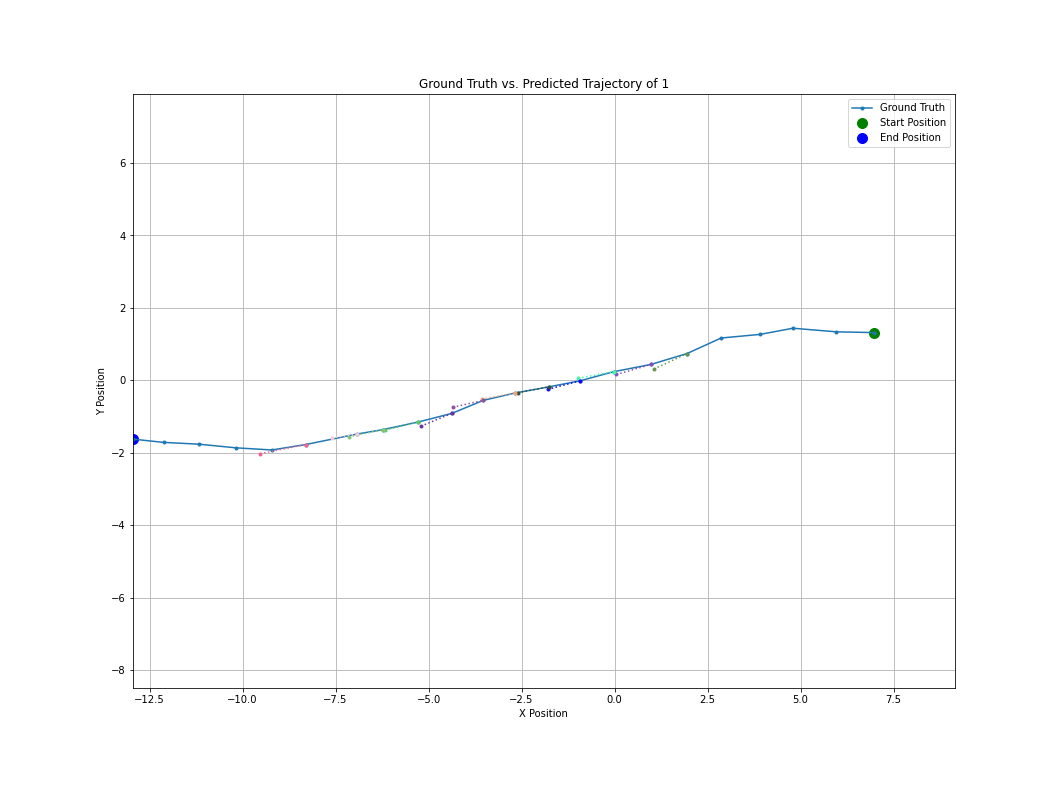 Ground Truth vs. Predicted Trajectory of 1
Ground Truth
Start Position
End Position
6
4
2
0
−2
−4
−6
−8
Y Position
−12.5 −10.0 −7.5 −5.0 −2.5 0.0 2.5 5.0 7.5
X Position